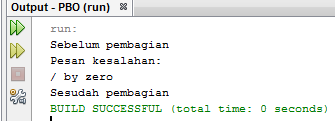 Output - PBO (run)
run:
Sebelum pembagian
Pesan kesalahan:
/ by zero
Sesudah pembagian
BUILD SUCCESSFUL (total time: 0 seconds)